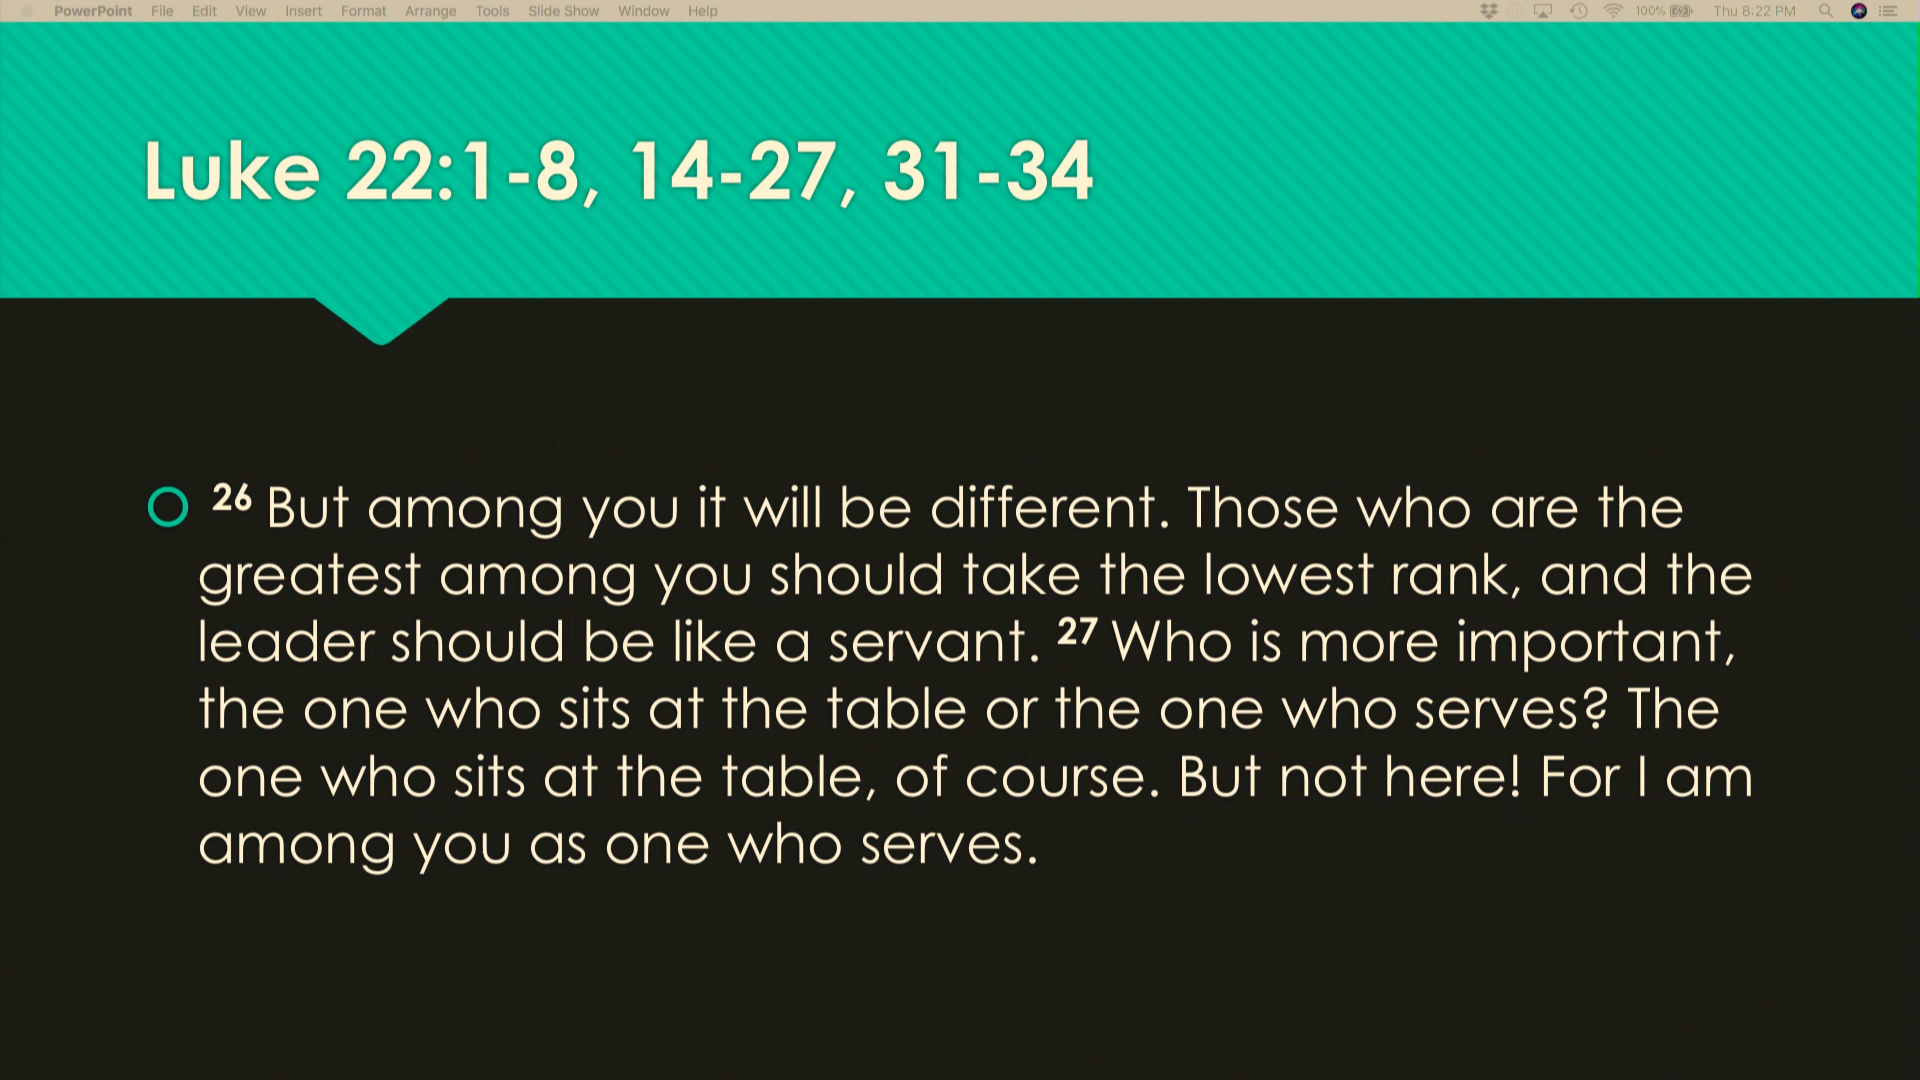 PowerPoint File Edit View Insert Format Arrange Tools Slide Show Window Help 100% Thu 8:22 PM
Luke 22:1-8, 14-27, 31-34
26 But among you it will be different. Those who are the
greatest among you should take the lowest rank, and the
leader should be like a servant. 27 Who is more important,
the one who sits at the table or the one who serves? The
one who sits at the table, of course. But not here! For I am
among you as one who serves.